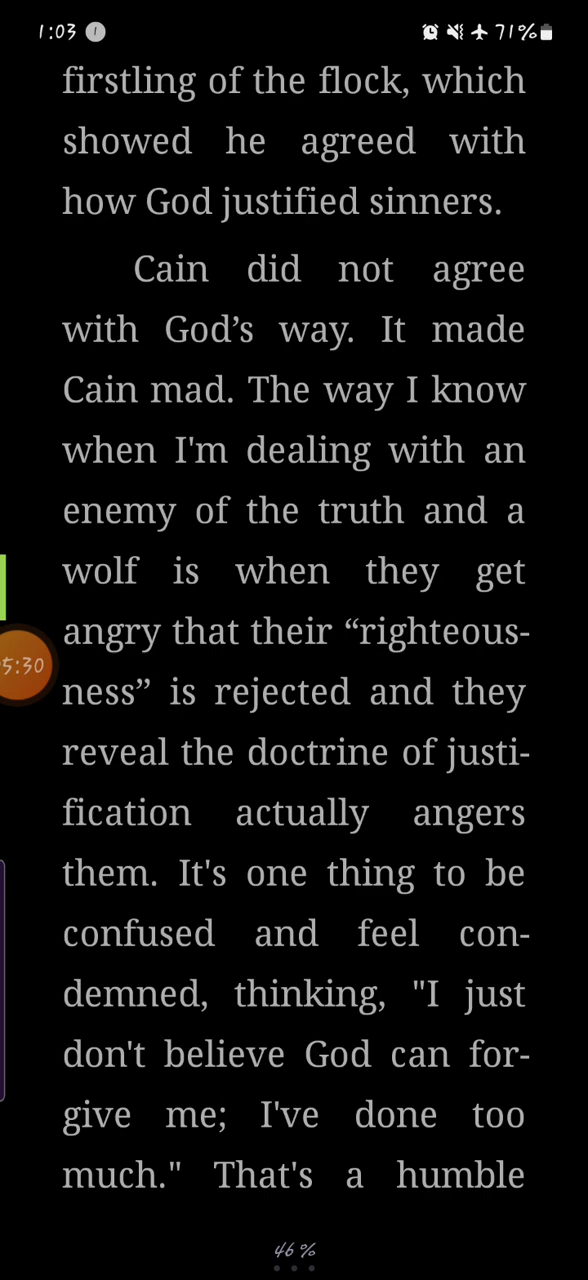 1:03
71%
firstling of the flock, which
showed he agreed with
how God justified sinners.
Cain did not agree
with God’s way. It made
Cain mad. The way I know
when I'm dealing with an
enemy of the truth and a
wolf is when they get
angry that their “righteous-
5:30
ness” is rejected and they
reveal the doctrine of justi-
fication actually angers
them. It's one thing to be
confused and feel con-
demned, thinking, "I just
don't believe God can for-
give me; I've done too
much." That's a humble
46%